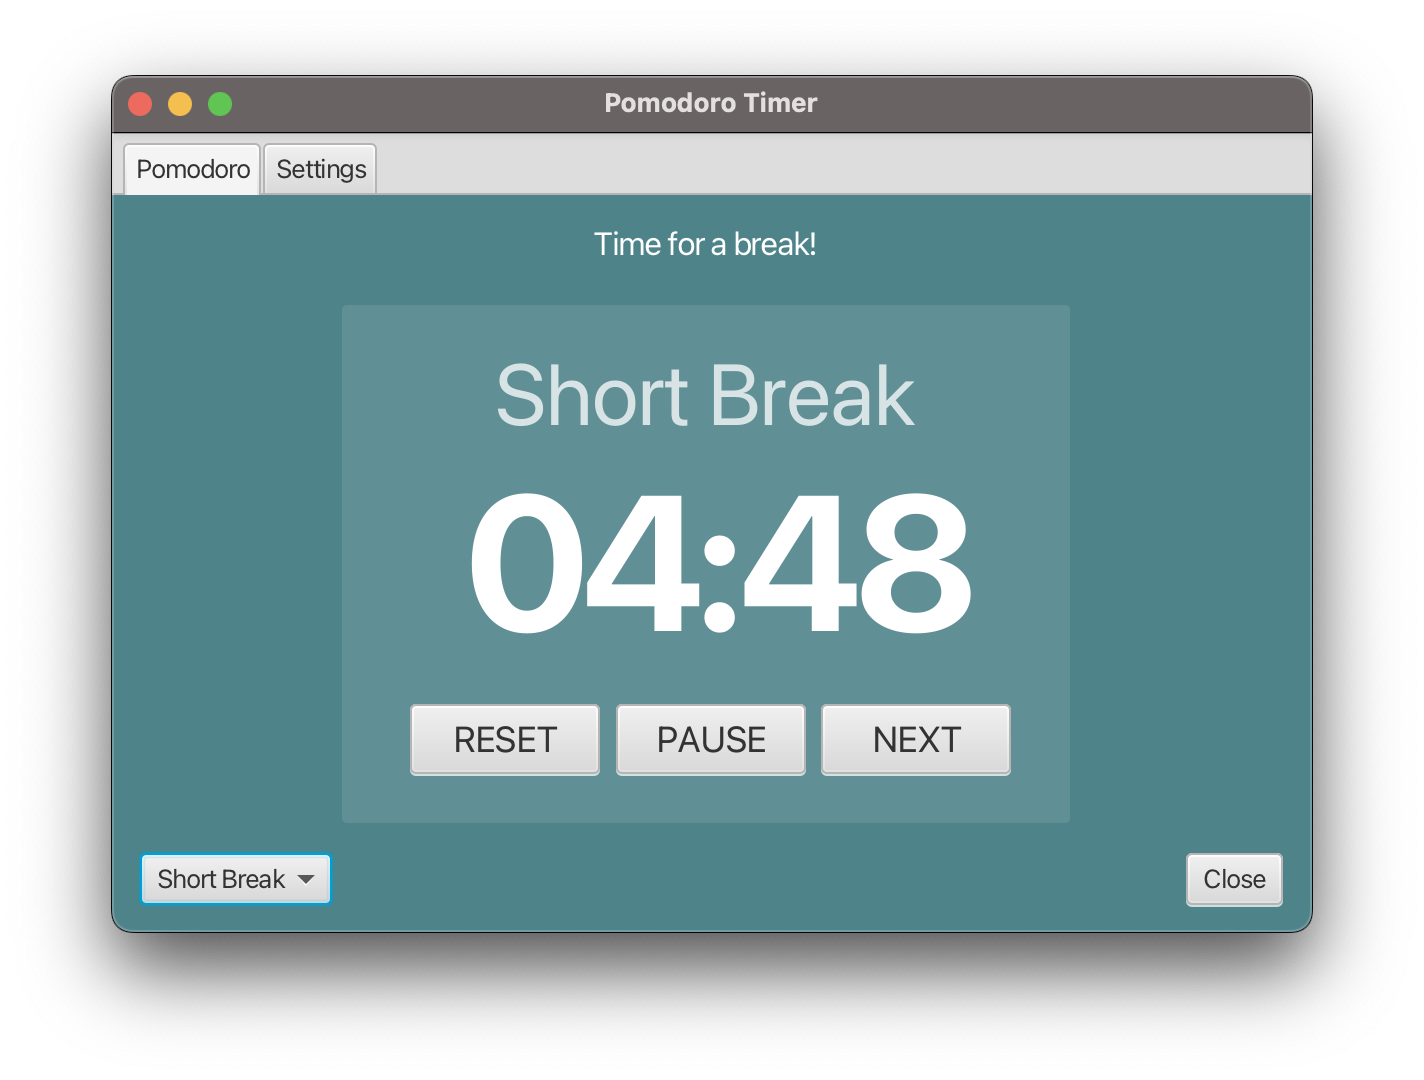 Pomodoro Timer
Pomodoro Settings
Time for a break!
Short Break
04:48
RESET PAUSE NEXT
Short Break Close